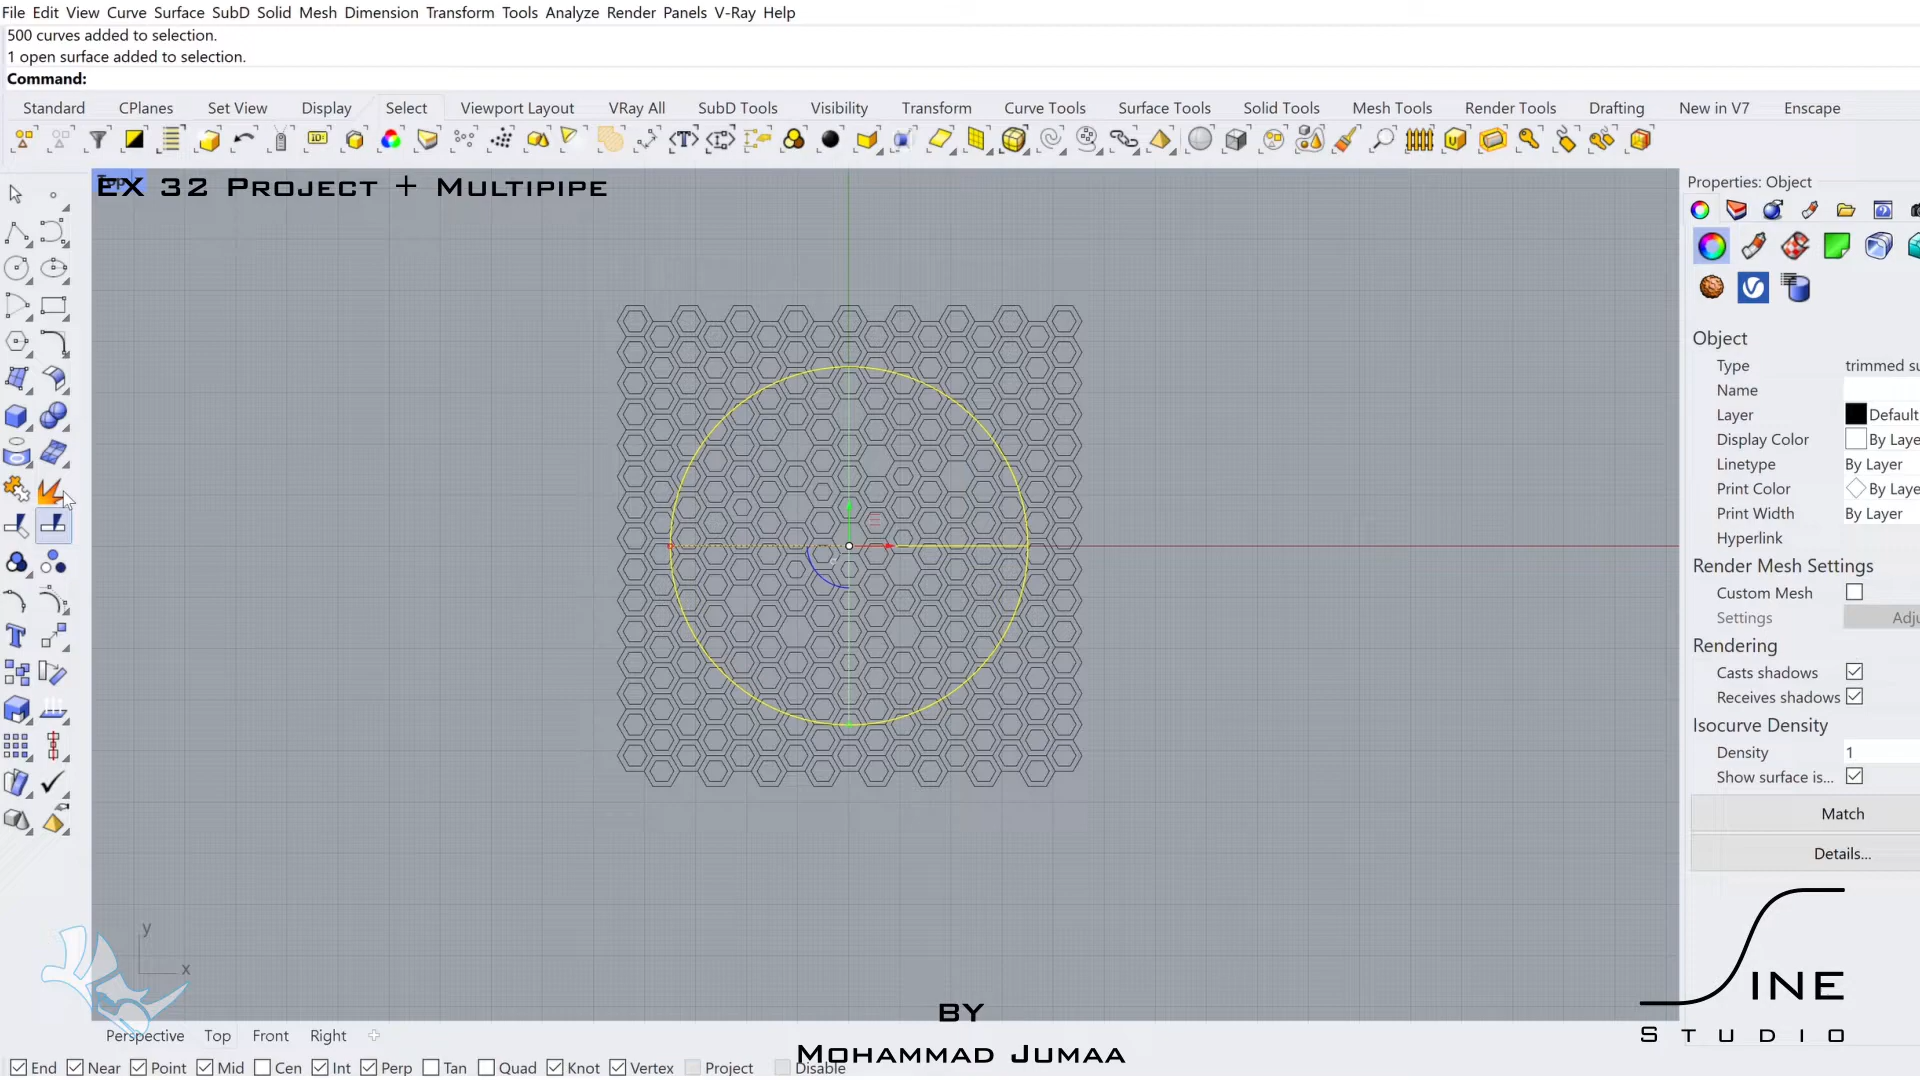 File Edit View Curve Surface SubD Solid Mesh Dimension Transform Tools Analyze Render Panels V-Ray Help
500 curves added to selection.
1 open surface added to selection.
Command:
Standard CPlanes Set View Display Select Viewport Layout VRay All SubD Tools Visibility Transform Curve Tools Surface Tools Solid Tools Mesh Tools Render Tools Drafting New in V7 Enscape
EX 32 Project + Multipipe
Properties: Object
Object
Type trimmed su
Name
Layer Default
Display Color By Laye
Linetype By Layer
Print Color By Laye
Print Width By Layer
Hyperlink
Render Mesh Settings
Custom Mesh
Settings Adju
Rendering
Casts shadows
Receives shadows
Isocurve Density
Density 1
Show surface is...
Match
Details...
y
x
INE
Studio
Perspective Top Front Right
by
Mohammad Jumaa
End Near Point Mid Cen Int Perp Tan Quad Knot Vertex Project Disable